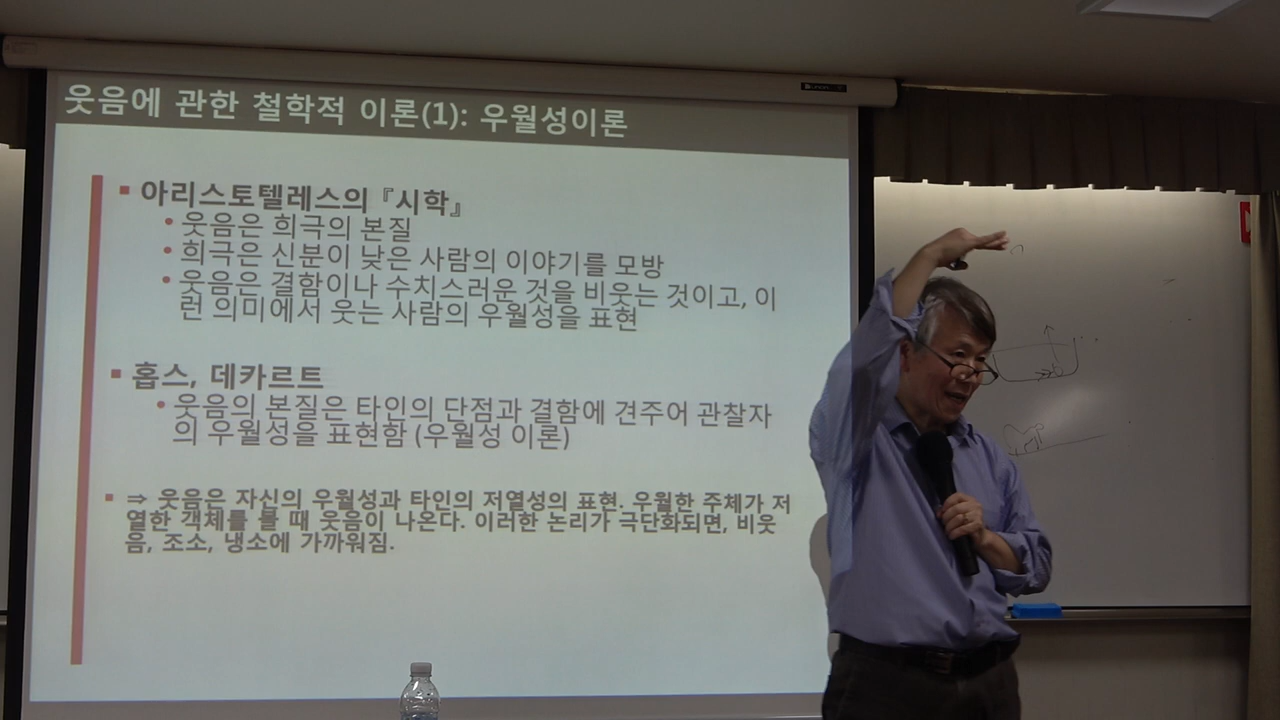 웃음에 관한 철학적 이론(1): 우월성이론
▪ 아리스토텔레스의 『시학』
• 웃음은 희극의 본질
• 희극은 신분이 낮은 사람의 이야기를 모방
• 웃음은 결함이나 수치스러운 것을 비웃는 것이고, 이
런 의미에서 웃는 사람의 우월성을 표현
▪ 홉스, 데카르트
• 웃음의 본질은 타인의 단점과 결함에 견주어 관찰자
의 우월성을 표현함 (우월성 이론)
▪ ⇒ 웃음은 자신의 우월성과 타인의 저열성의 표현. 우월한 주체가 저
열한 객체를 볼 때 웃음이 나온다. 이러한 논리가 극단화되면, 비웃
음, 조소, 냉소에 가까워짐.